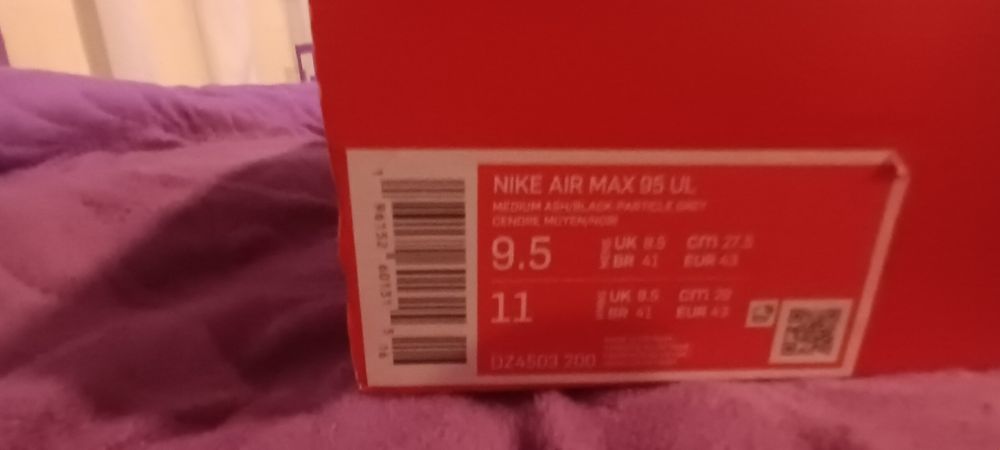 NIKE AIR MAX 95 UL
MEDIUM ASH/BLACK-PARTICLE GREY
CENDRE MOYEN/NOIR
9.5 UK 8.5 CM 27.5
BR 41 EUR 43
11 UK 8.5 CM 28
BR 41 EUR 43
DZ4503 200